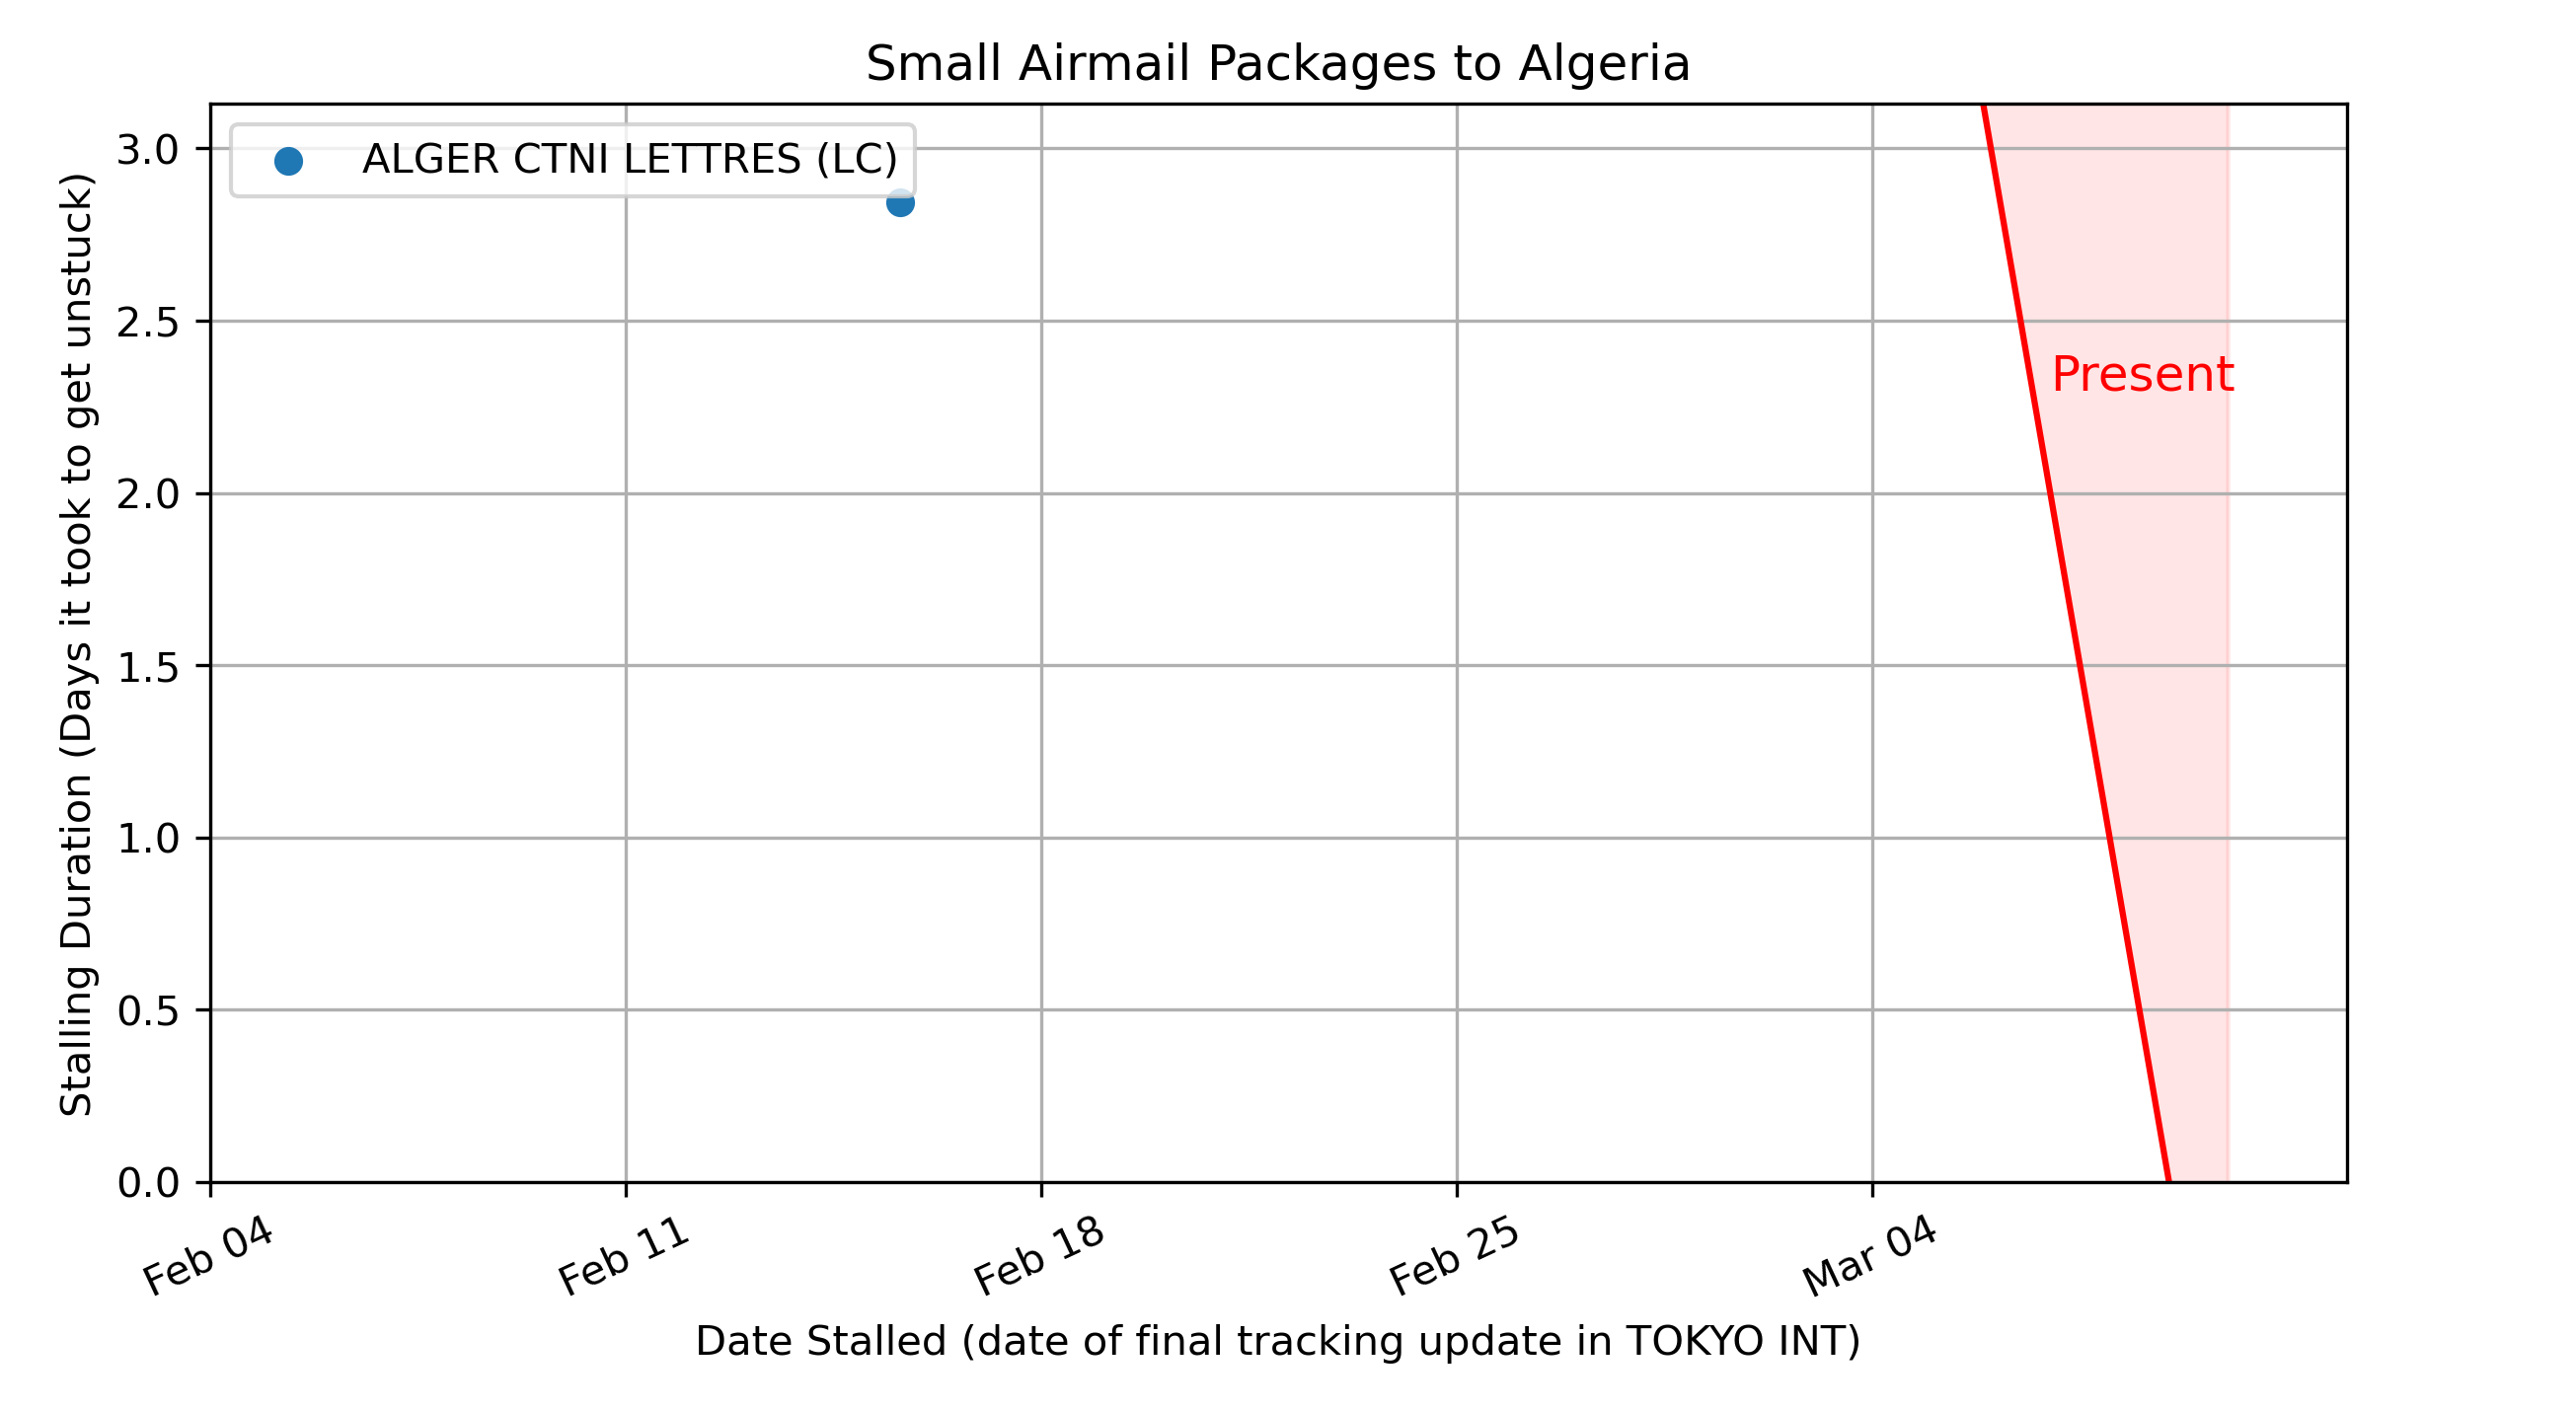 Small Airmail Packages to Algeria
ALGER CTNI LETTRES (LC)
Present
Stalling Duration (Days it took to get unstuck)
3.0
2.5
2.0
1.5
1.0
0.5
0.0
Feb 04
Feb 11
Feb 18
Feb 25
Mar 04
Date Stalled (date of final tracking update in TOKYO INT)